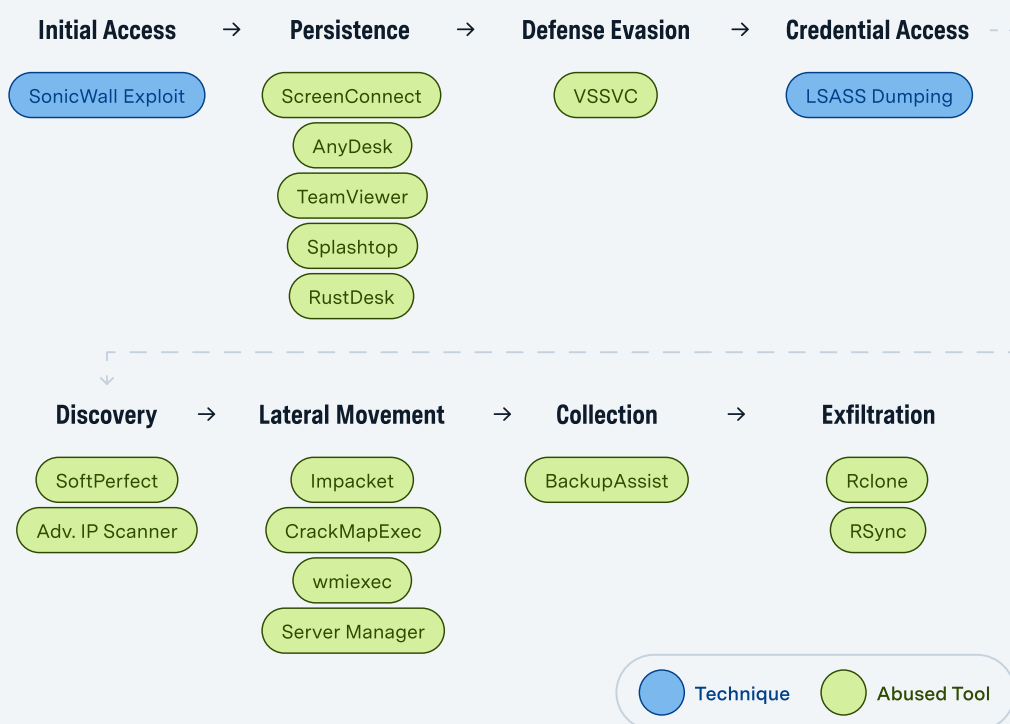 Initial Access → Persistence → Defense Evasion → Credential Access
SonicWall Exploit
ScreenConnect
AnyDesk
TeamViewer
Splashtop
RustDesk
VSSVC
LSASS Dumping
Discovery → Lateral Movement → Collection → Exfiltration
SoftPerfect
Adv. IP Scanner
Impacket
CrackMapExec
wmiexec
Server Manager
BackupAssist
Rclone
RSync
Technique
Abused Tool